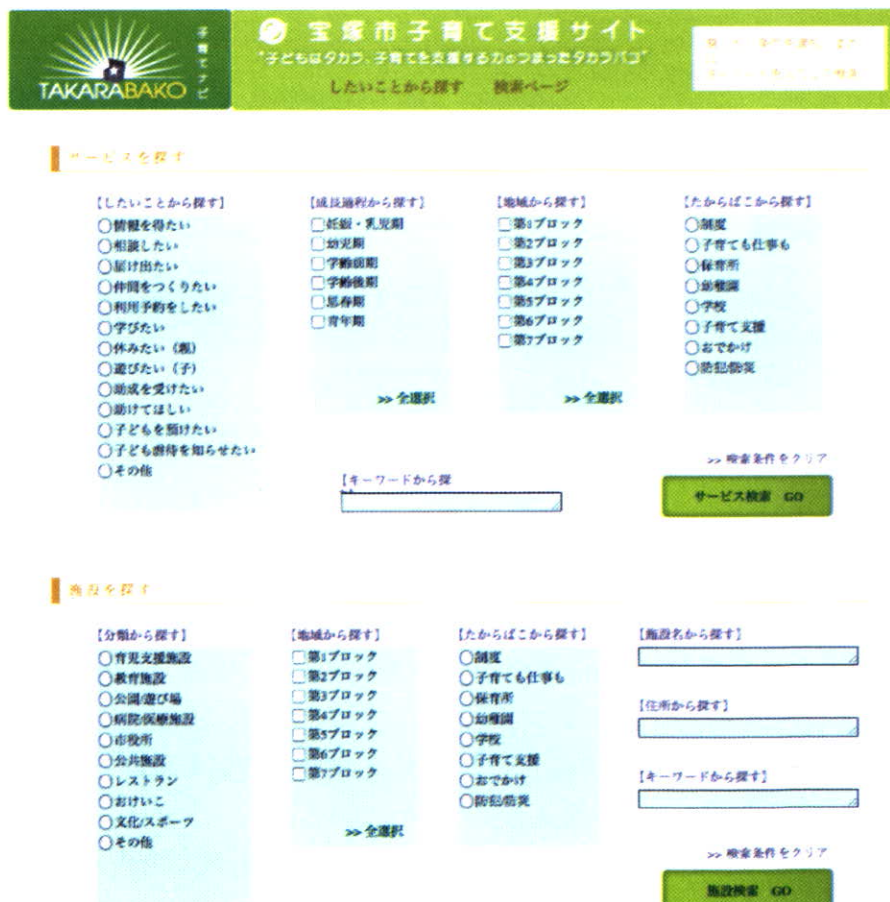 子育てナビ
TAKARABAKO
宝塚市子育て支援サイト
"子どもはタカラ、子育てを支援する力のつまったタカラバコ"
したいことから探す 検索ページ
サービスを探す
【したいことから探す】
○情報を得たい
○相談したい
○届け出たい
○仲間をつくりたい
○利用予約をしたい
○学びたい
○休みたい（親）
○遊びたい（子）
○助成を受けたい
○助けてほしい
○子どもを預けたい
○子ども虐待を知らせたい
○その他
【成長過程から探す】
□妊娠・乳児期
□幼児期
□学齢前期
□学齢後期
□思春期
□青年期
>> 全選択
【地域から探す】
□第1ブロック
□第2ブロック
□第3ブロック
□第4ブロック
□第5ブロック
□第6ブロック
□第7ブロック
>> 全選択
【たからばこから探す】
○制度
○子育ても仕事も
○保育所
○幼稚園
○学校
○子育て支援
○おでかけ
○防犯/防災
【キーワードから探
>> 検索条件をクリア
サービス検索 GO
施設を探す
【分類から探す】
○育児支援施設
○教育施設
○公園/遊び場
○病院/医療施設
○市役所
○公共施設
○レストラン
○おけいこ
○文化/スポーツ
○その他
【地域から探す】
□第1ブロック
□第2ブロック
□第3ブロック
□第4ブロック
□第5ブロック
□第6ブロック
□第7ブロック
>> 全選択
【たからばこから探す】
○制度
○子育ても仕事も
○保育所
○幼稚園
○学校
○子育て支援
○おでかけ
○防犯/防災
【施設名から探す】
【住所から探す】
【キーワードから探す】
>> 検索条件をクリア
施設検索 GO